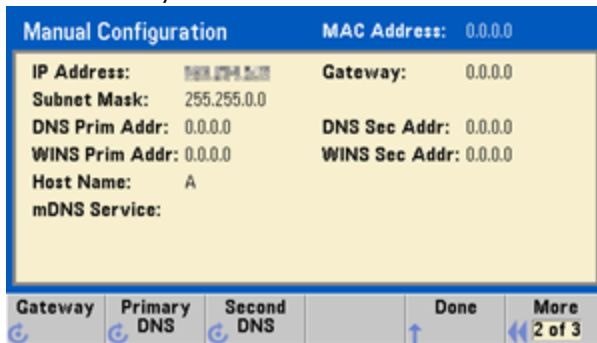 Manual Configuration MAC Address: 0.0.0.0
IP Address: Gateway: 0.0.0.0
Subnet Mask: 255.255.0.0
DNS Prim Addr: 0.0.0.0 DNS Sec Addr: 0.0.0.0
WINS Prim Addr: 0.0.0.0 WINS Sec Addr: 0.0.0.0
Host Name: A
mDNS Service:
Gateway Primary DNS Second DNS Done More 2 of 3